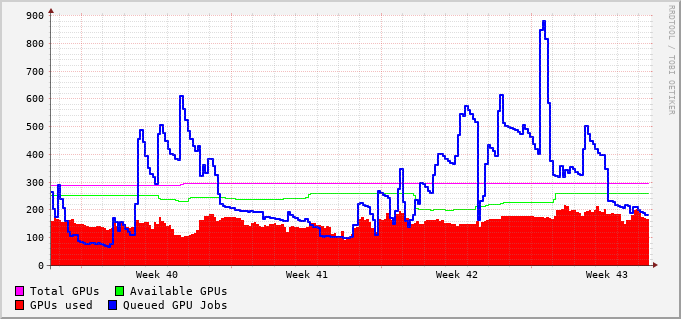 900
800
700
600
500
400
300
200
100
0
Week 40 Week 41 Week 42 Week 43
Total GPUs Available GPUs
GPUs used Queued GPU Jobs
RRDTOOL / TOBI OETIKER